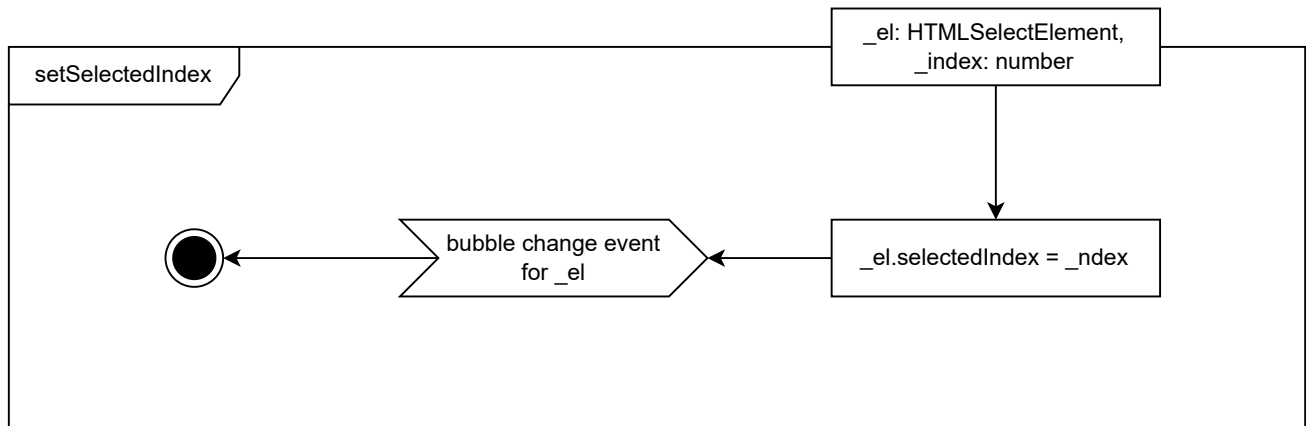 _el: HTMLSelectElement,
_index: number
setSelectedIndex
bubble change event
for _el
_el.selectedIndex = _ndex